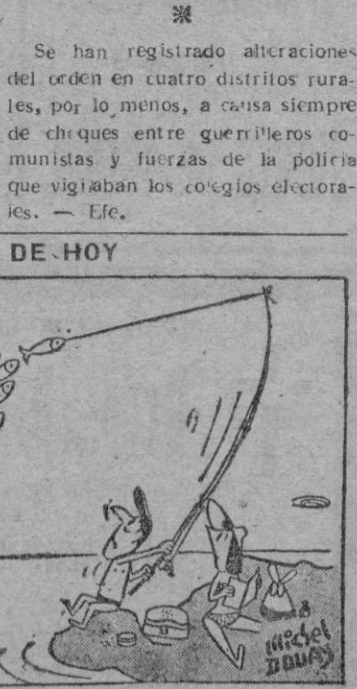 Se han registrado alteraciones
del orden en cuatro distritos rura-
les, por lo menos, a causa siempre
de choques entre guerrilleros co-
munistas y fuerzas de la policía
que vigilaban los colegios electora-
les. — Efe.
DE HOY
Michel
DOUAY